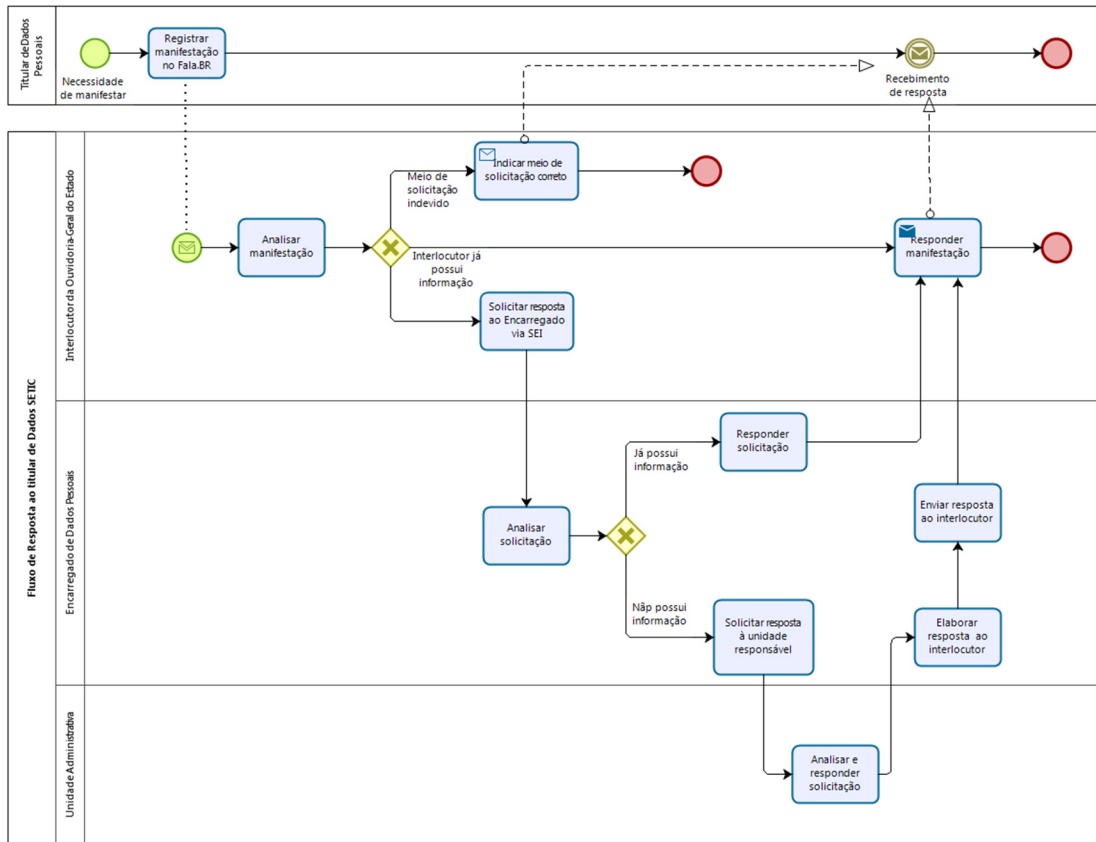 Titular de Dados
Pessoais
Necessidade
de manifestar
Registrar
manifestação
no Fala.BR
Recebimento
de resposta
Fluxo de Resposta ao titular de Dados SETIC
Interlocutor da Ouvidoria-Geral do Estado
Analisar
manifestação
Meio de
solicitação
indevido
Indicar meio de
solicitação correto
Interlocutor já
possui
informação
Responder
manifestação
Solicitar resposta
ao Encarregado
via SEI
Encarregado de Dados Pessoais
Analisar
solicitação
Já possui
informação
Responder
solicitação
Nãp possui
informação
Solicitar resposta
à unidade
responsável
Enviar resposta
ao interlocutor
Elaborar
resposta ao
interlocutor
Unidade Administrativa
Analisar e
responder
solicitação